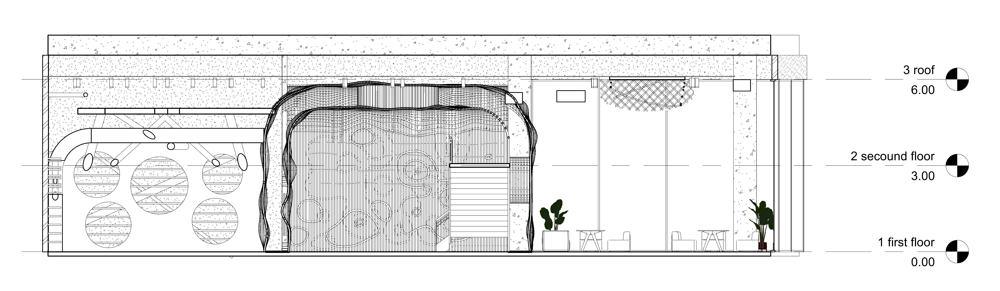 3 roof
6.00
2 secound floor
3.00
1 first floor
0.00